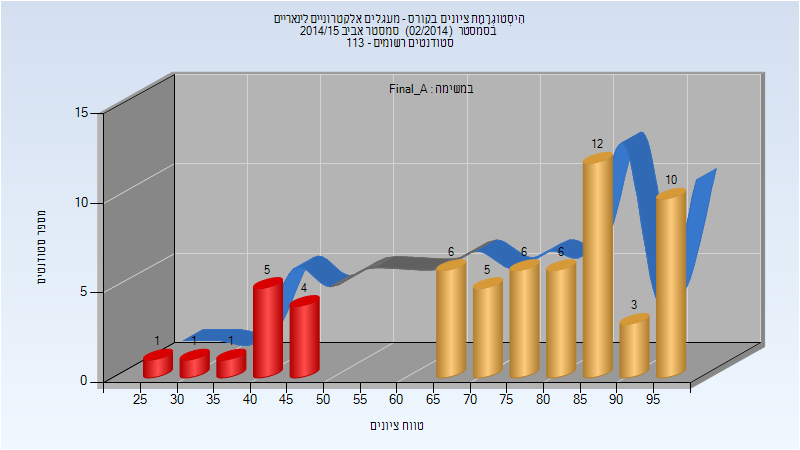 היסטוגרמת ציונים בקורס - מעגלים אלקטרוניים לינאריים
בסמסטר (02/2014) סמסטר אביב 2014/15
סטודנטים רשומים - 113
במשימה : Final_A
מספר סטודנטים
15
10
5
0
1
1
1
5
4
6
5
6
6
12
3
10
25 30 35 40 45 50 55 60 65 70 75 80 85 90 95
טווח ציונים